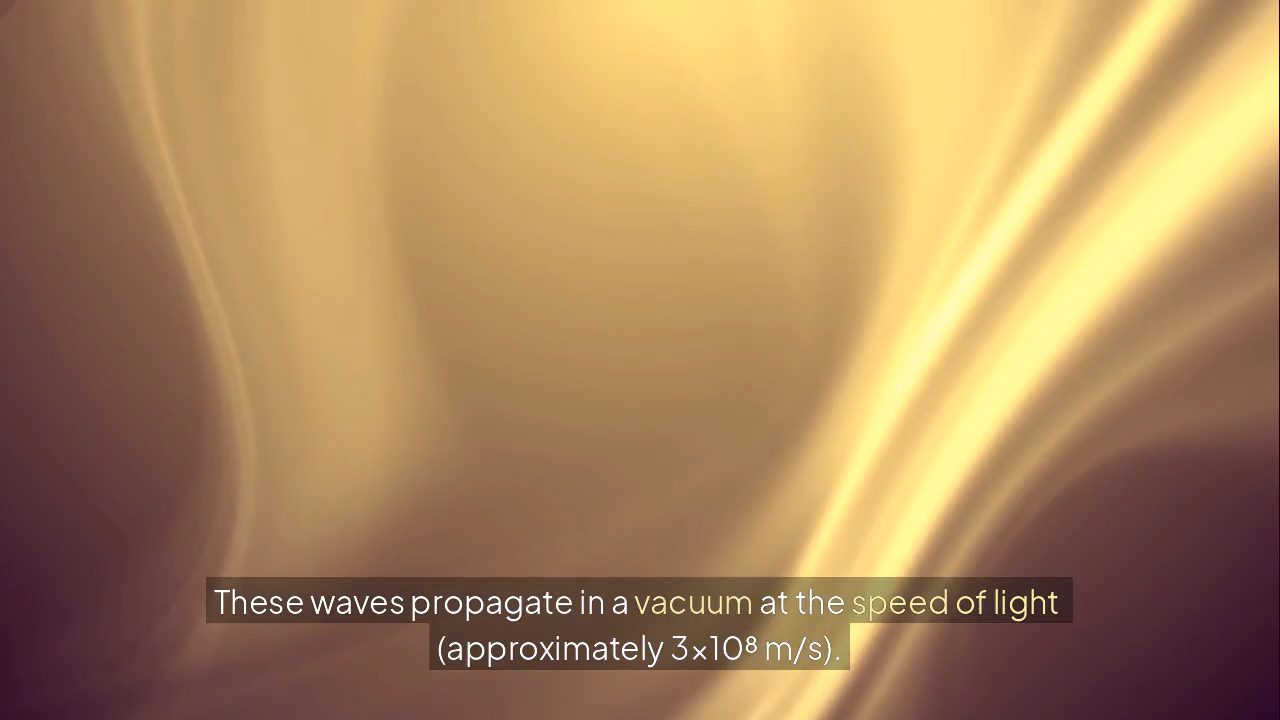 These waves propagate in a vacuum at the speed of light
(approximately 3×10⁸ m/s).